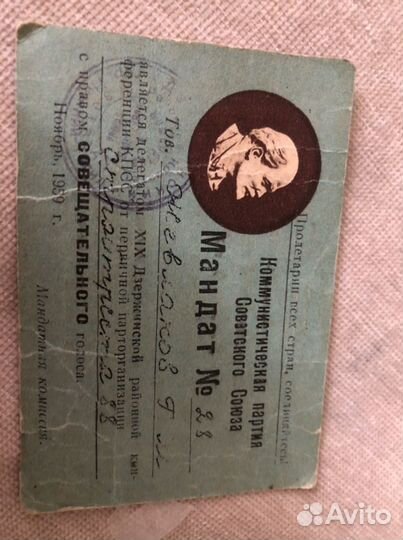 Пролетарии всех стран, соединяйтесь!
Коммунистическая партия
Советского Союза
Мандат № 28
Тов.
является делегатом XIX Дзержинской районной кон-
ференции КПСС от первичной парторганизации
с правом СОВЕЩАТЕЛЬНОГО голоса.
Ноябрь, 1959 г.
Мандатная комиссия.
Avito